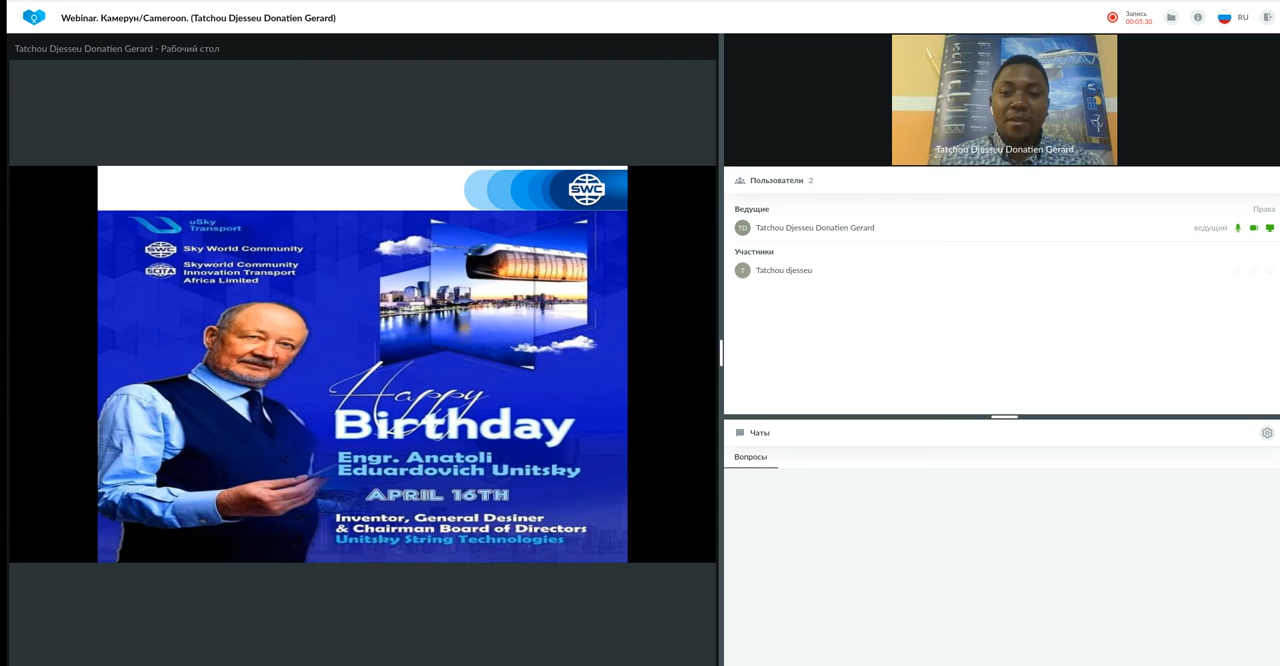 Webinar. Камерун/Cameroon. (Tatchou Djesseu Donatien Gerard)
Запись
00:05:30
RU
Tatchou Djesseu Donatien Gerard - Рабочий стол
SWC
uSky
Transport
SWC Sky World Community
SCITA Skyworld Community
Innovation Transport
Africa Limited
Happy
Birthday
Engr. Anatoli
Eduardovich Unitsky
APRIL 16TH
Inventor, General Desiner
& Chairman Board of Directors
Unitsky String Technologies
Tatchou Djesseu Donatien Gerard
Пользователи 2
Ведущие Права
TD Tatchou Djesseu Donatien Gerard ведущий
Участники
T Tatchou djesseu
Чаты
Вопросы